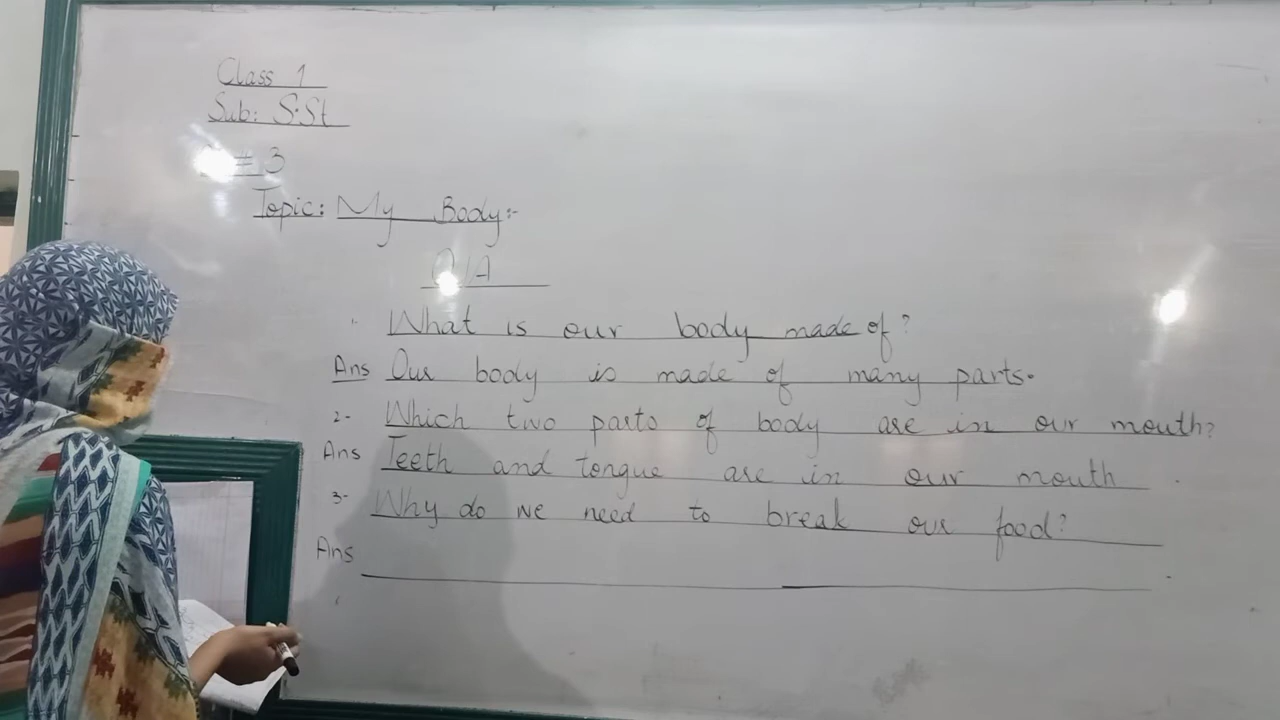 Class 1
Sub: S.St
# 3
Topic: My Body:-
Q/A
What is our body made of?
Ans Our body is made of many parts.
2- Which two parts of body are in our mouth?
Ans Teeth and tongue are in our mouth .
3- Why do we need to break our food?
Ans .